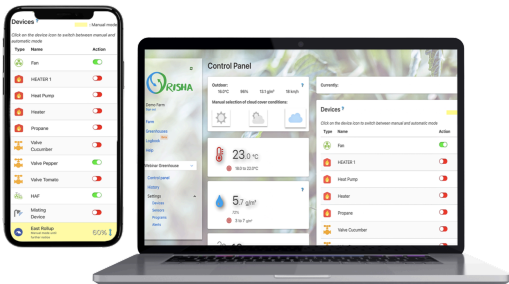 Devices ?
: Manual mode
Click on the device icon to switch between manual and
automatic mode
Type Name Action
Fan
HEATER 1
Heat Pump
Heater
Propane
Valve
Cucumber
Valve Pepper
Valve Tomato
HAF
Misting
Device
East Rollup
60%
ORISHA
Demo Farm
Farm
Greenhouses
Logbook
Help
Webinar Greenhouse
Control panel
History
Settings
Devices
Sensors
Programs
Alerts
Control Panel
Outdoor:
Manual selection of cloud cover conditions:
23.0 °C
5.7 g/m³
Currently:
Devices ?
Click on the device icon to switch between manual and automatic mode
Type Name Action
Fan
HEATER 1
Heat Pump
Heater
Propane
Valve Cucumber